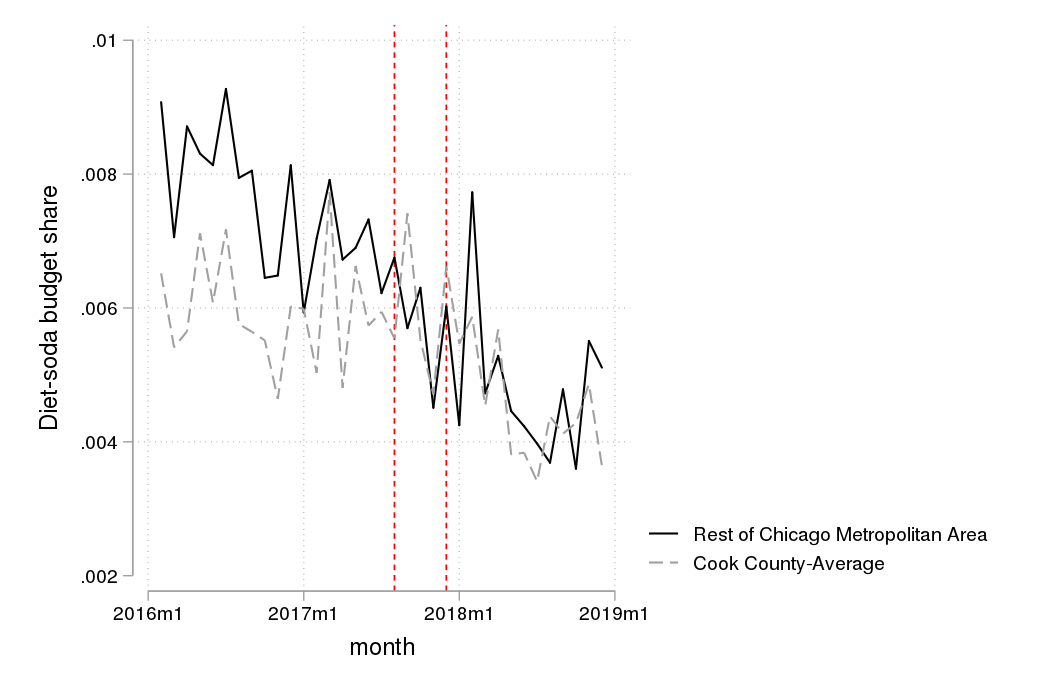 Diet-soda budget share
.01
.008
.006
.004
.002
2016m1
2017m1
2018m1
2019m1
month
Rest of Chicago Metropolitan Area
Cook County-Average